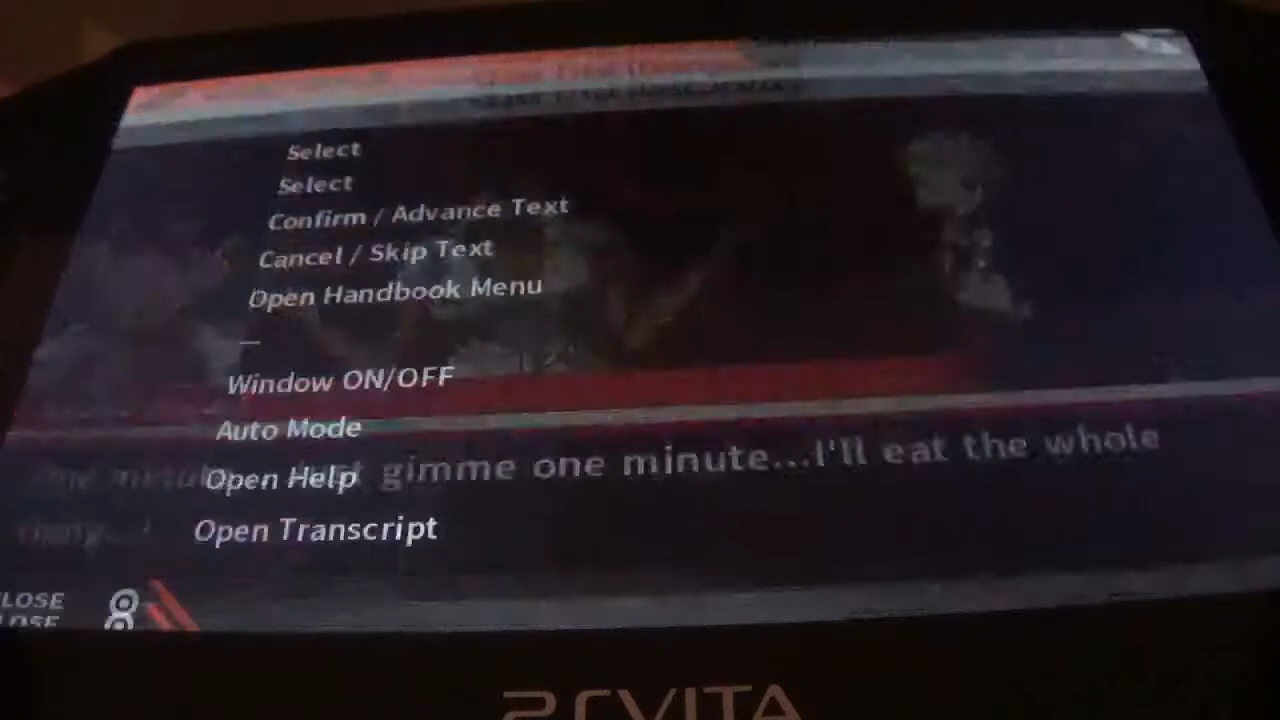 Select
Select
Confirm / Advance Text
Cancel / Skip Text
Open Handbook Menu
—
Window ON/OFF
Auto Mode
gimme one minute...I'll eat the whole
Open Help
Open Transcript
LOSE
LOSE
PSVITA